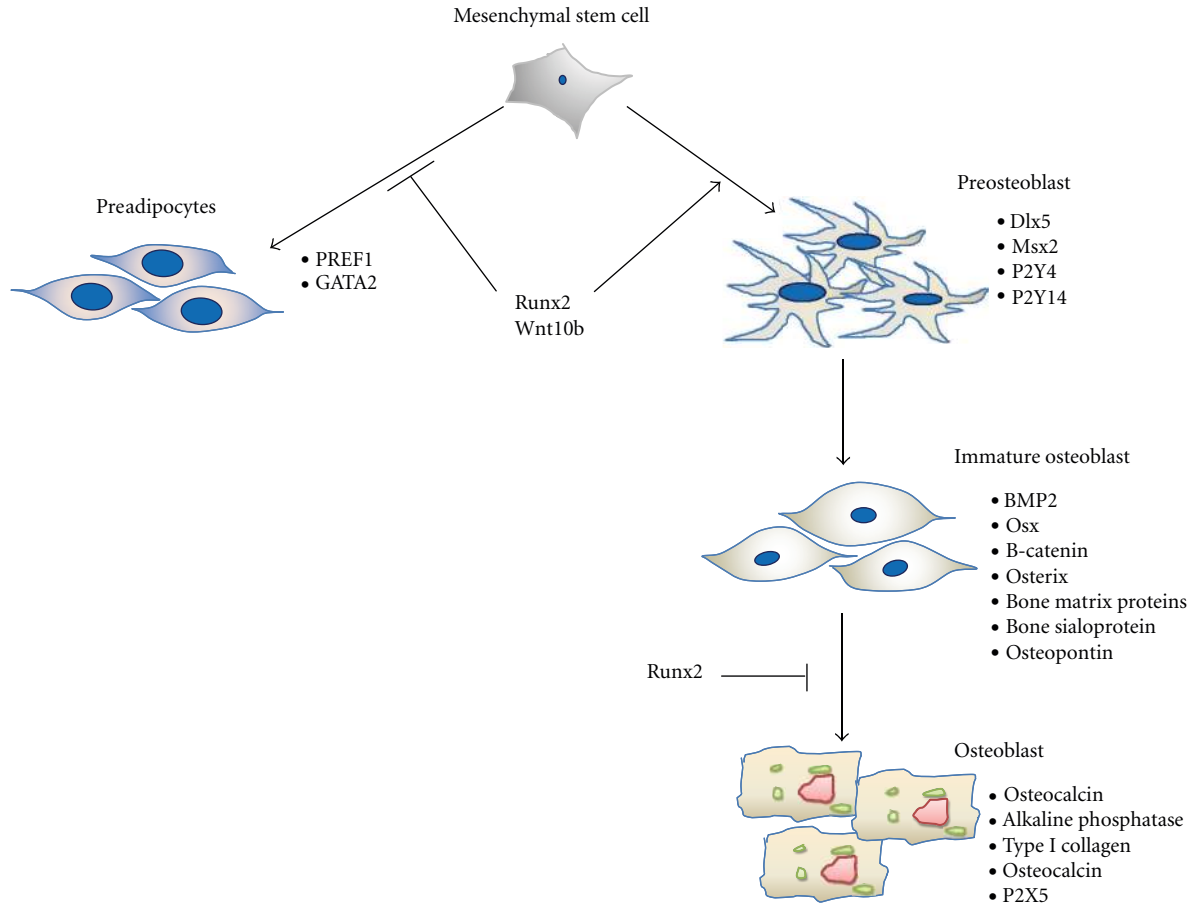 Mesenchymal stem cell
Preadipocytes
• PREF1
• GATA2
Runx2
Wnt10b
Preosteoblast
• Dlx5
• Msx2
• P2Y4
• P2Y14
Immature osteoblast
• BMP2
• Osx
• B-catenin
• Osterix
• Bone matrix proteins
• Bone sialoprotein
• Osteopontin
Runx2
Osteoblast
• Osteocalcin
• Alkaline phosphatase
• Type I collagen
• Osteocalcin
• P2X5